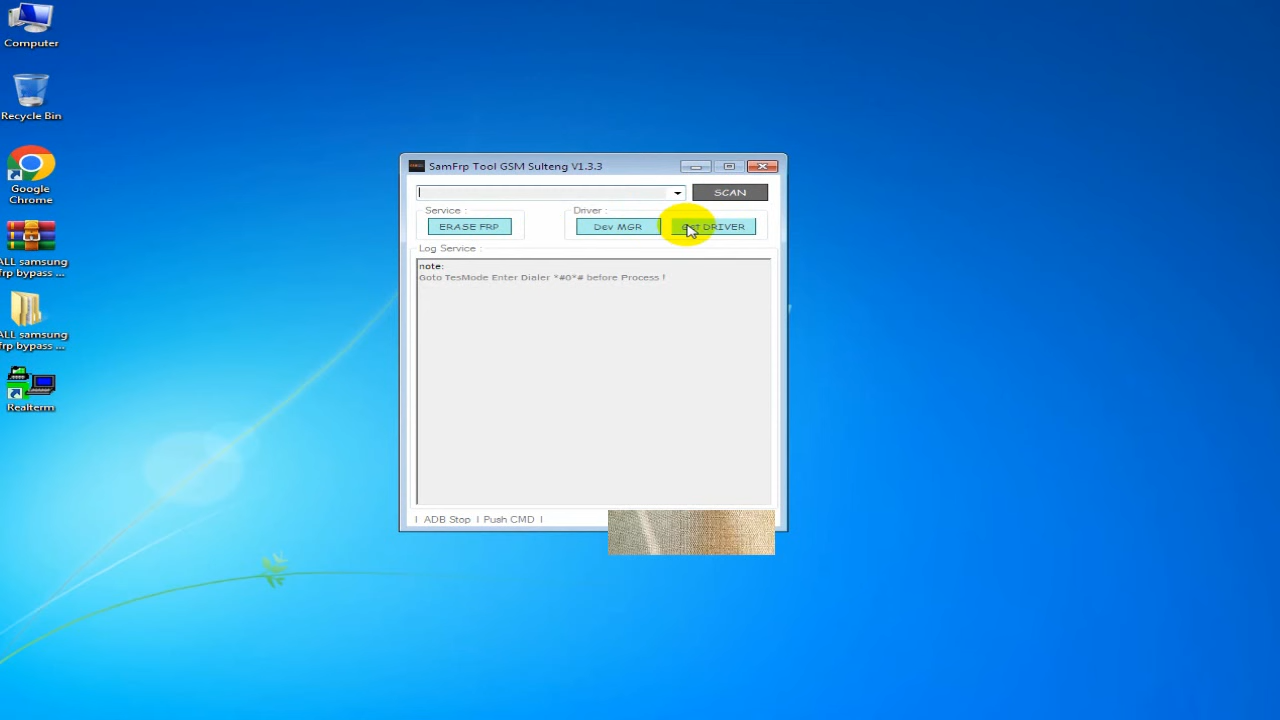 Computer
Recycle Bin
Google
Chrome
ALL samsung
frp bypass ...
ALL samsung
frp bypass ...
Realterm
SamFrp Tool GSM Sulteng V1.3.3
SCAN
Service :
Driver :
ERASE FRP
Dev MGR
Get DRIVER
Log Service :
note:
Goto TesMode Enter Dialer *#0*# before Process !
| ADB Stop | Push CMD |